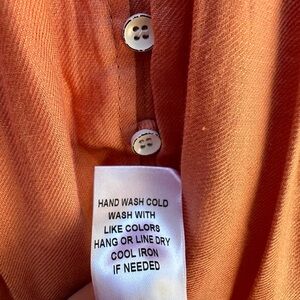 HAND WASH COLD
WASH WITH
LIKE COLORS
HANG OR LINE DRY
COOL IRON
IF NEEDED